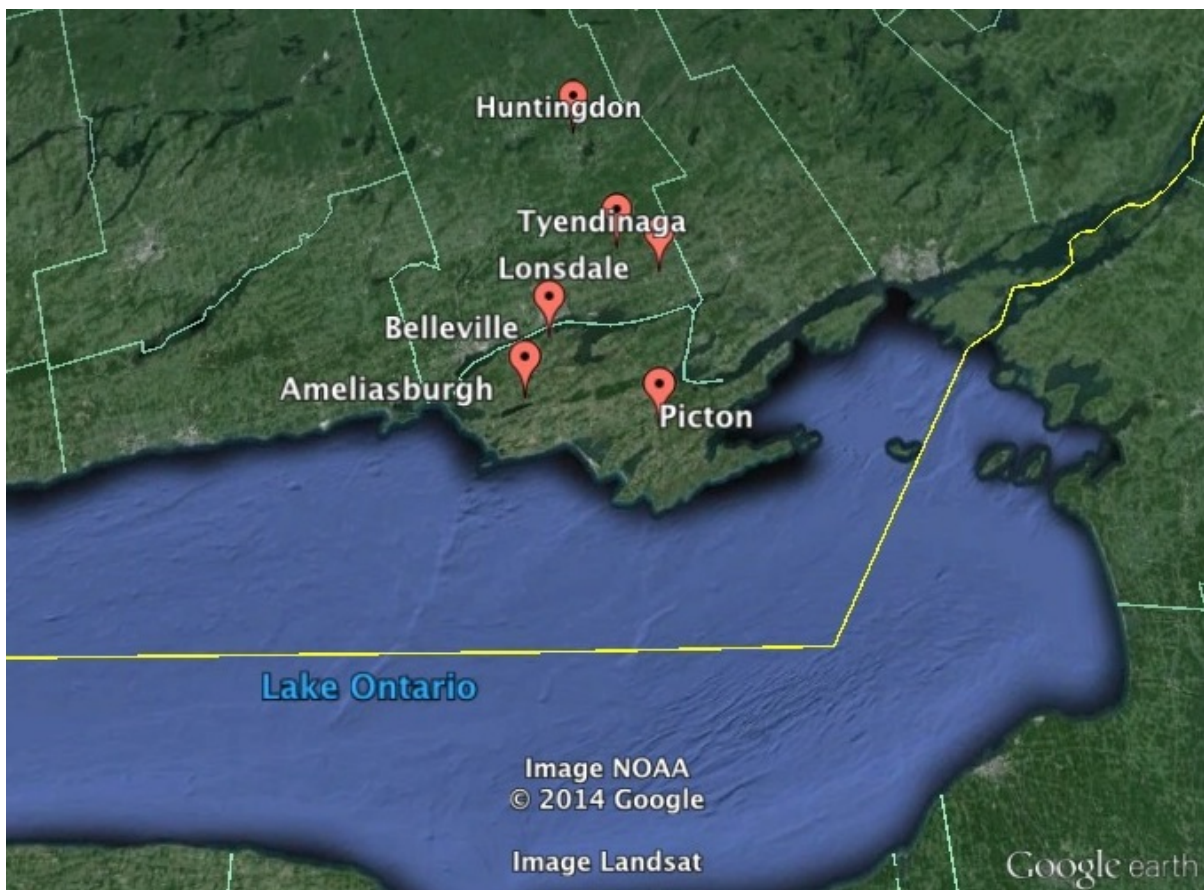 Huntingdon
Tyendinaga
Lonsdale
Belleville
Ameliasburgh
Picton
Lake Ontario
Image NOAA
© 2014 Google
Image Landsat
Google earth